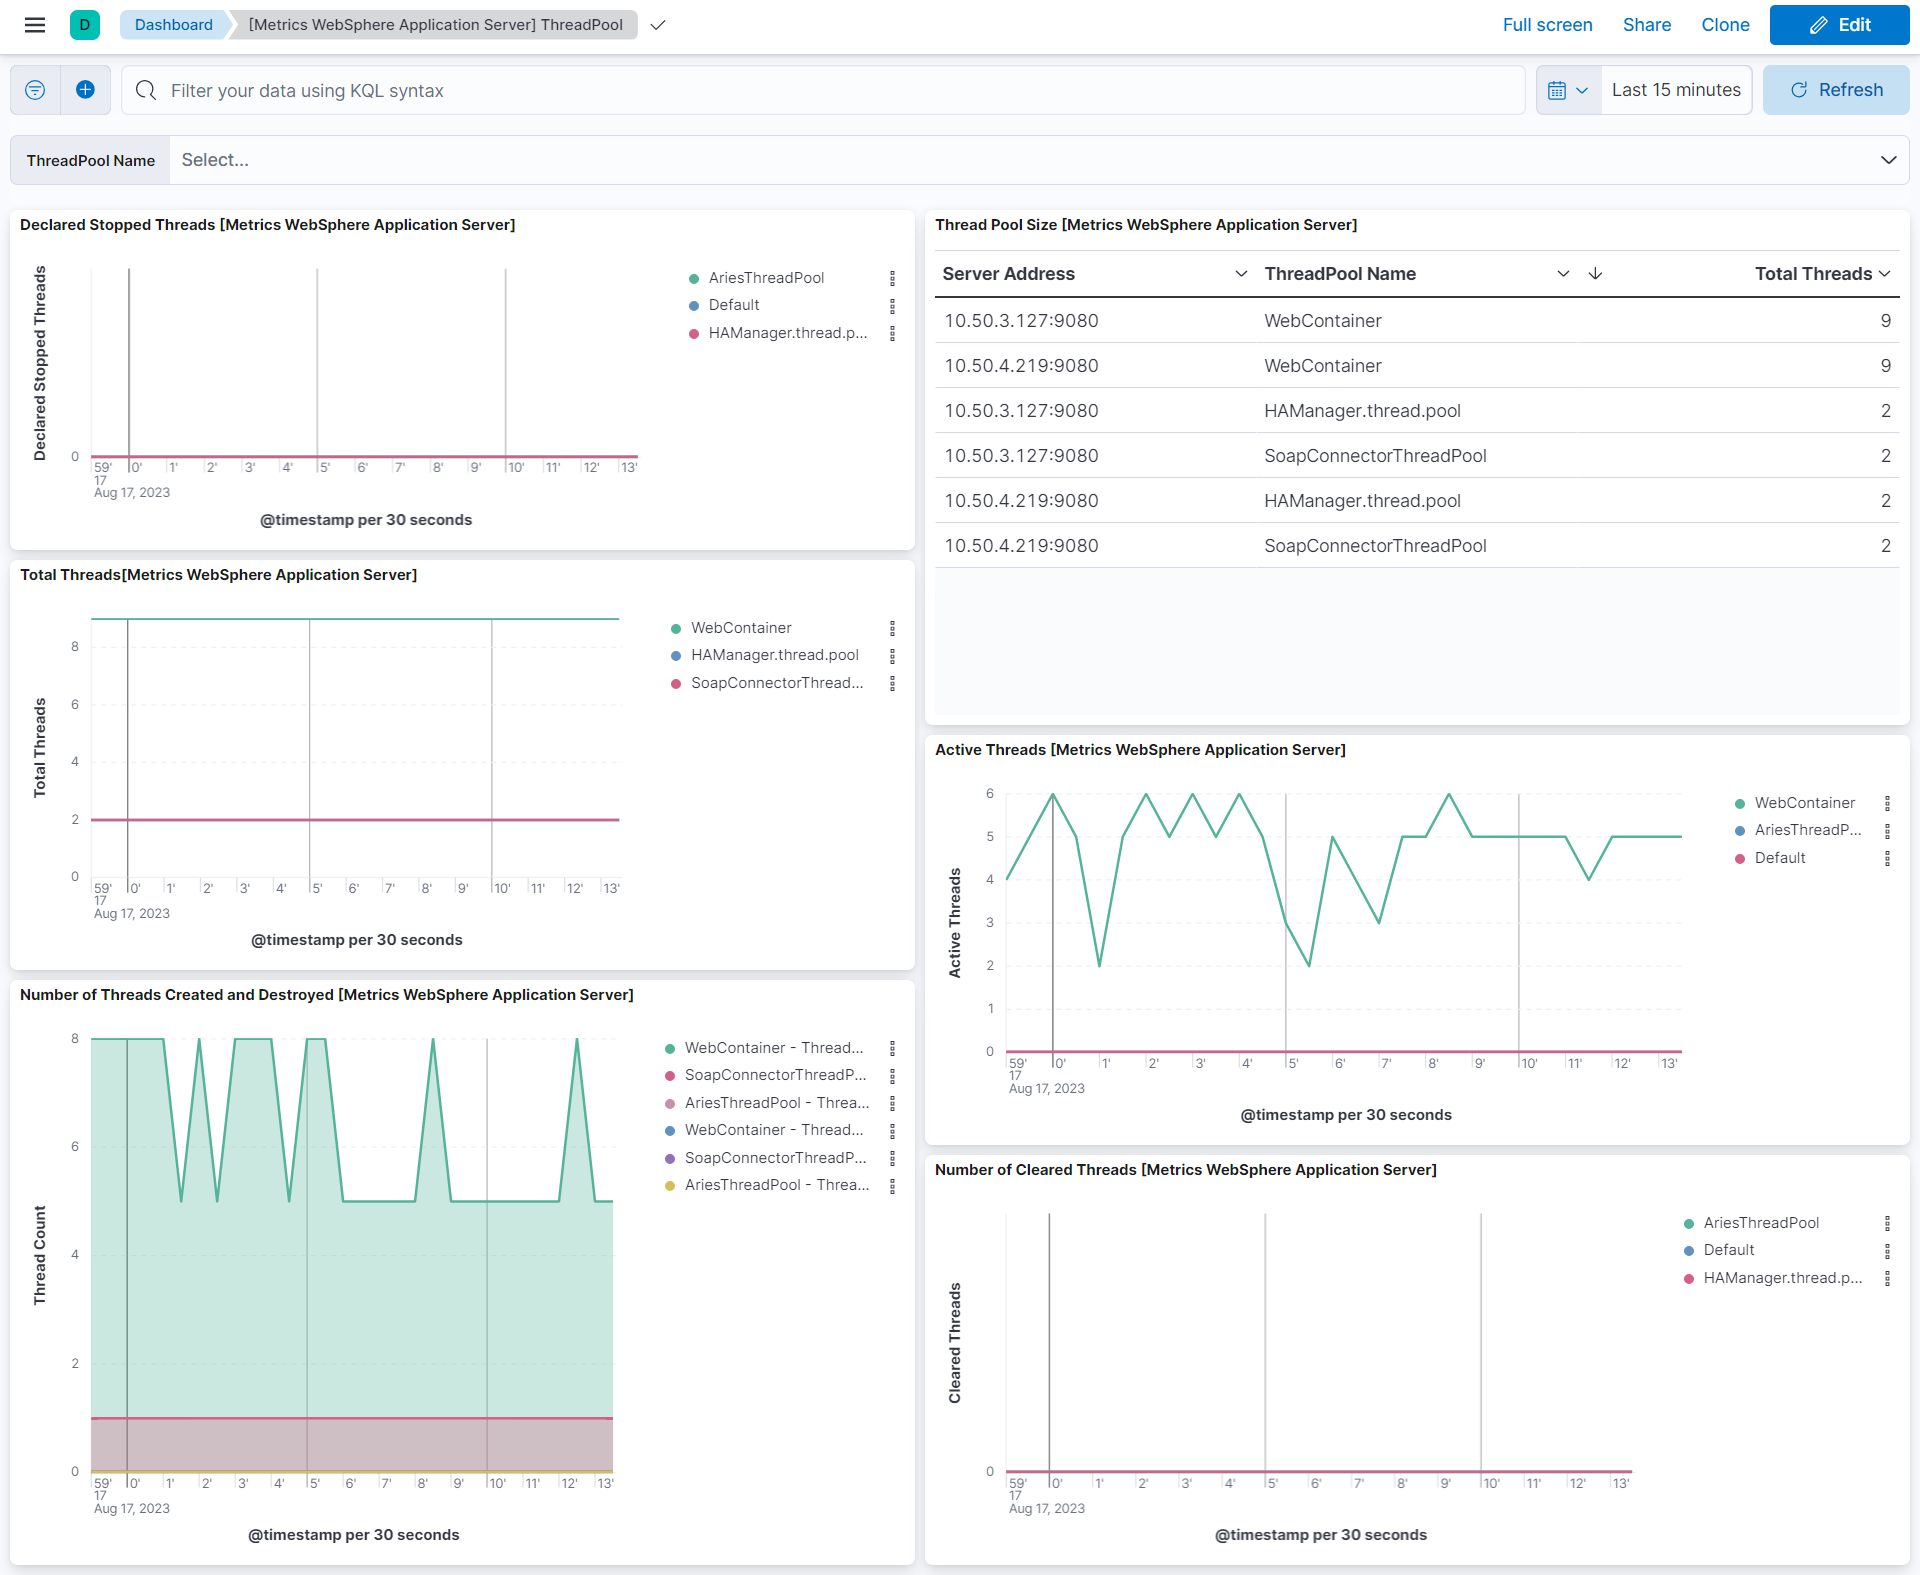 D
Dashboard
[Metrics WebSphere Application Server] ThreadPool
Full screen
Share
Clone
Edit
Filter your data using KQL syntax
Last 15 minutes
Refresh
ThreadPool Name
Select...
Declared Stopped Threads [Metrics WebSphere Application Server]
Declared Stopped Threads
0
59' 0' 1' 2' 3' 4' 5' 6' 7' 8' 9' 10' 11' 12' 13'
17
Aug 17, 2023
@timestamp per 30 seconds
AriesThreadPool
Default
HAManager.thread.p...
Thread Pool Size [Metrics WebSphere Application Server]
Server Address ThreadPool Name Total Threads
10.50.3.127:9080 WebContainer 9
10.50.4.219:9080 WebContainer 9
10.50.3.127:9080 HAManager.thread.pool 2
10.50.3.127:9080 SoapConnectorThreadPool 2
10.50.4.219:9080 HAManager.thread.pool 2
10.50.4.219:9080 SoapConnectorThreadPool 2
Total Threads[Metrics WebSphere Application Server]
Total Threads
8
6
4
2
0
59' 0' 1' 2' 3' 4' 5' 6' 7' 8' 9' 10' 11' 12' 13'
17
Aug 17, 2023
@timestamp per 30 seconds
WebContainer
HAManager.thread.pool
SoapConnectorThread...
Active Threads [Metrics WebSphere Application Server]
Active Threads
6
5
4
3
2
1
0
59' 0' 1' 2' 3' 4' 5' 6' 7' 8' 9' 10' 11' 12' 13'
17
Aug 17, 2023
@timestamp per 30 seconds
WebContainer
AriesThreadP...
Default
Number of Threads Created and Destroyed [Metrics WebSphere Application Server]
Thread Count
8
6
4
2
0
59' 0' 1' 2' 3' 4' 5' 6' 7' 8' 9' 10' 11' 12' 13'
17
Aug 17, 2023
@timestamp per 30 seconds
WebContainer - Thread...
SoapConnectorThreadP...
AriesThreadPool - Threa...
WebContainer - Thread...
SoapConnectorThreadP...
AriesThreadPool - Threa...
Number of Cleared Threads [Metrics WebSphere Application Server]
Cleared Threads
0
59' 0' 1' 2' 3' 4' 5' 6' 7' 8' 9' 10' 11' 12' 13'
17
Aug 17, 2023
@timestamp per 30 seconds
AriesThreadPool
Default
HAManager.thread.p...